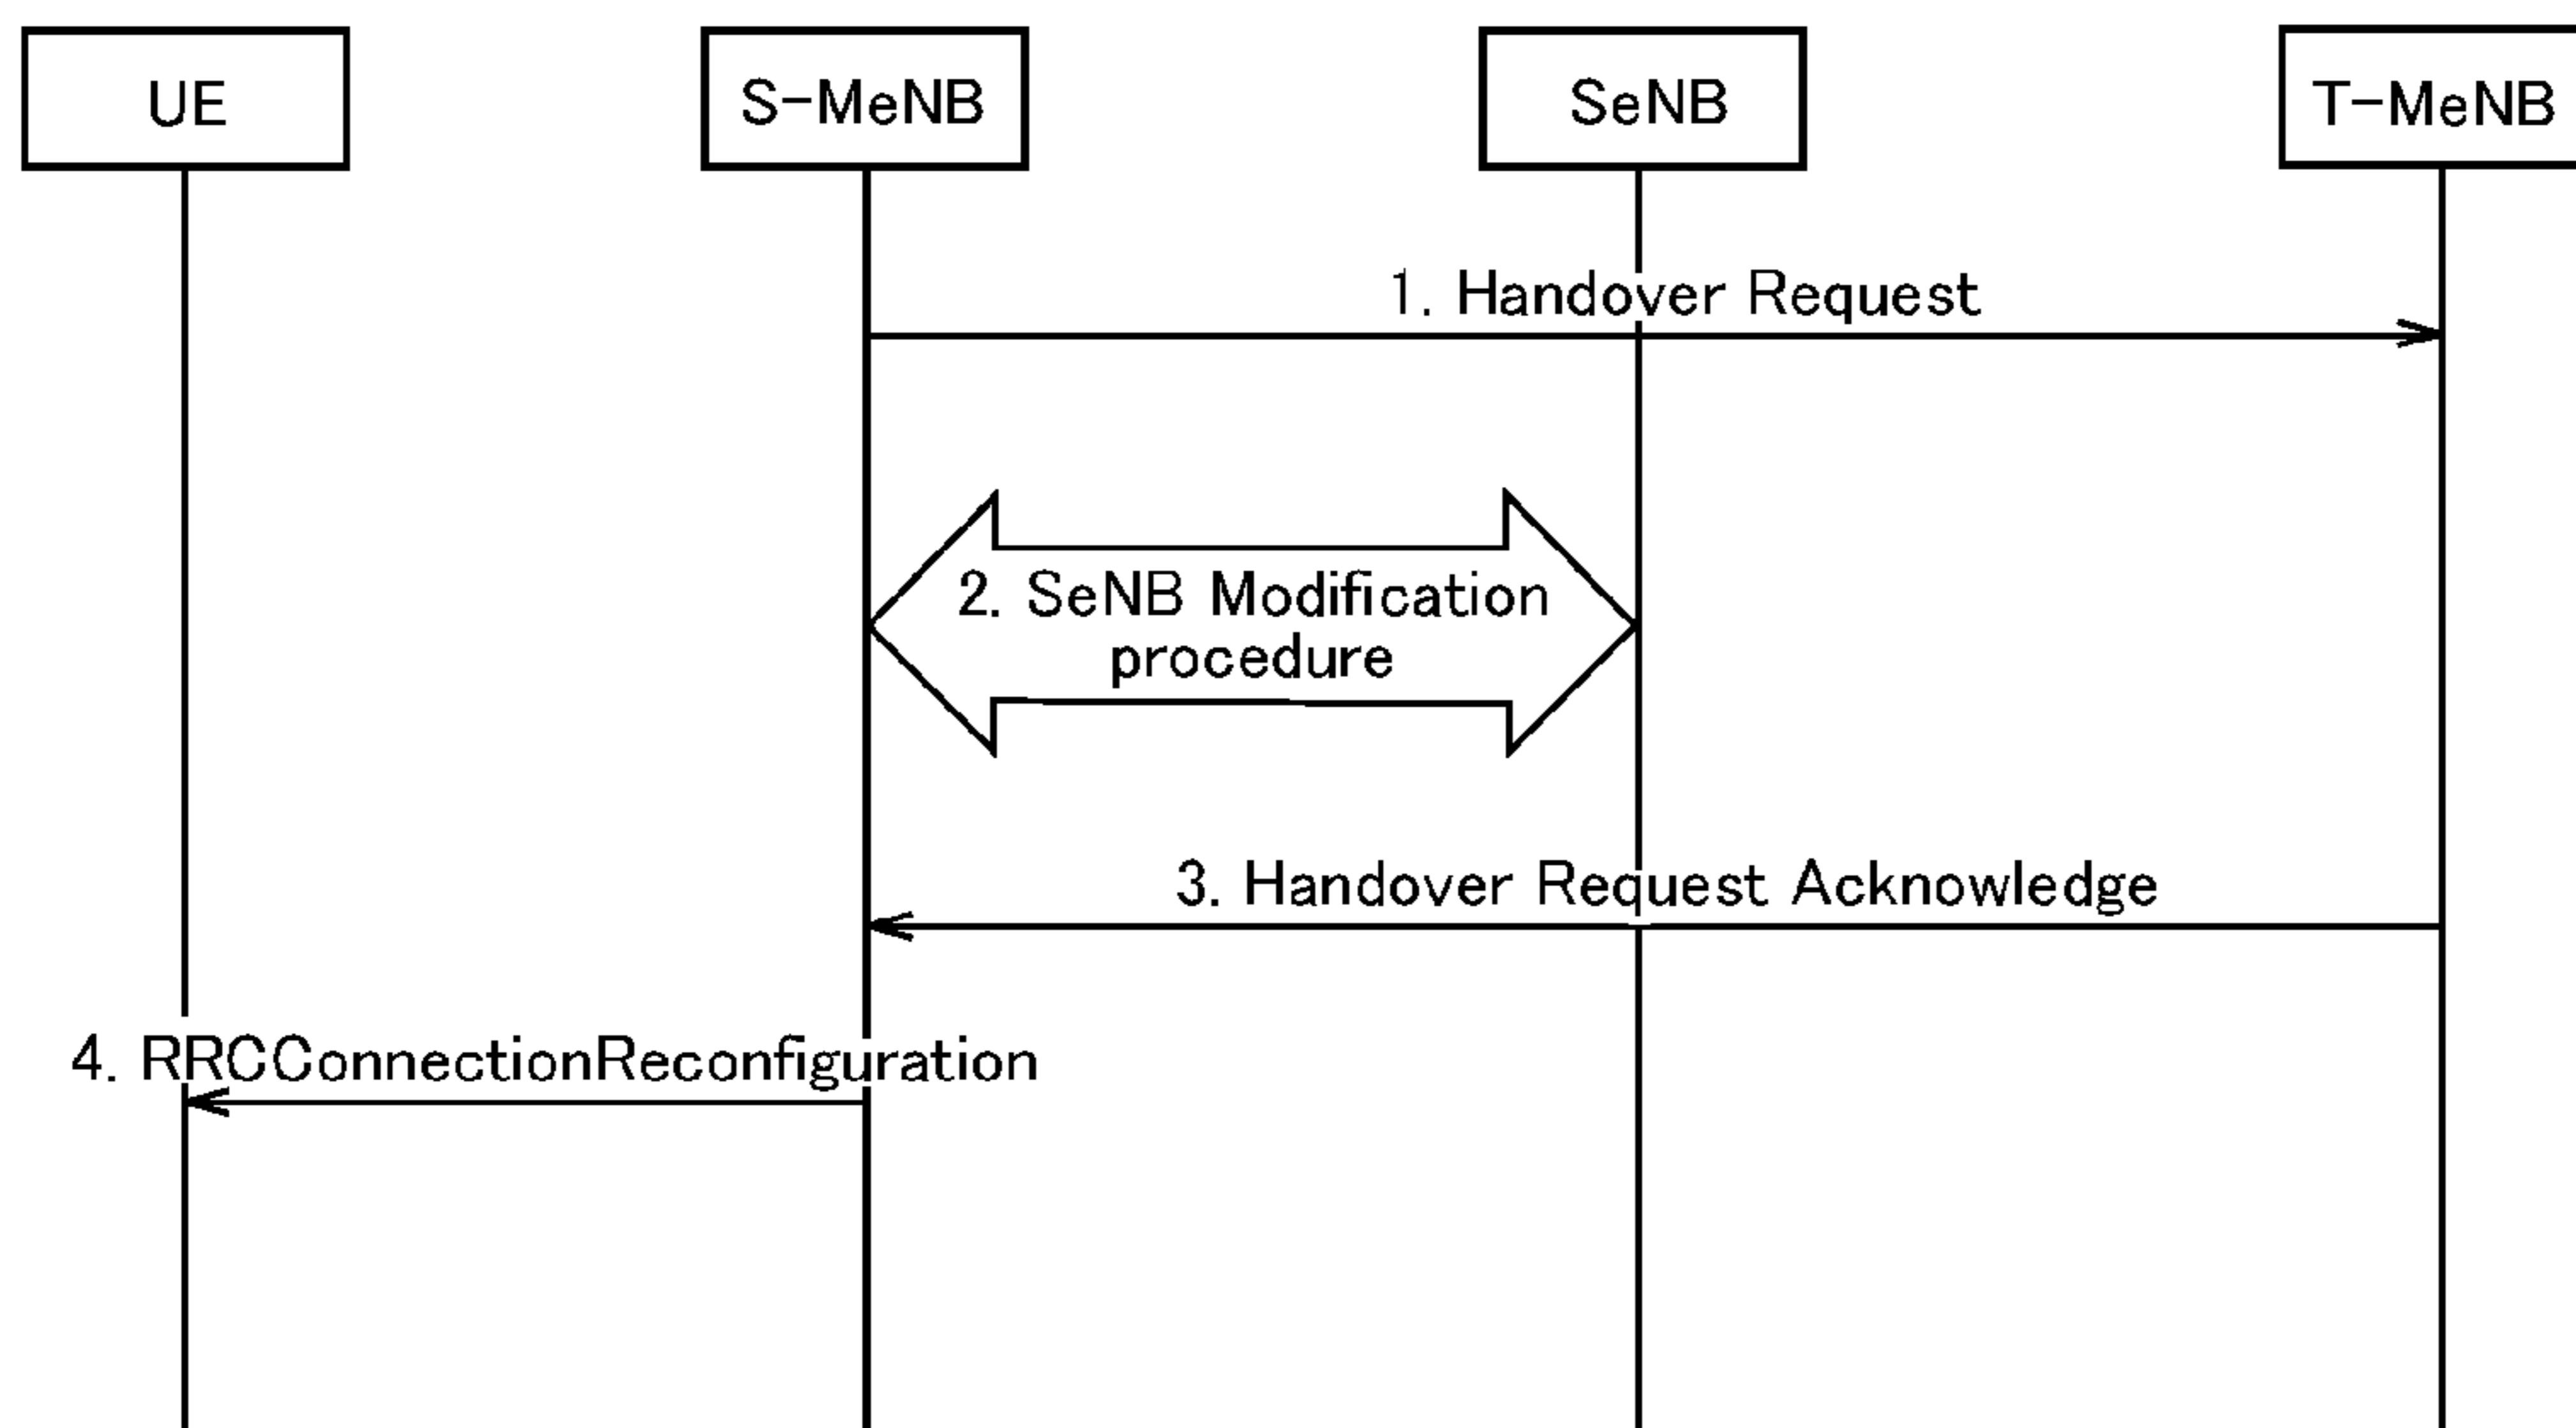 UE
S-MeNB
SeNB
T-MeNB
1. Handover Request
2. SeNB Modification
procedure
3. Handover Request Acknowledge
4. RRCConnectionReconfiguration